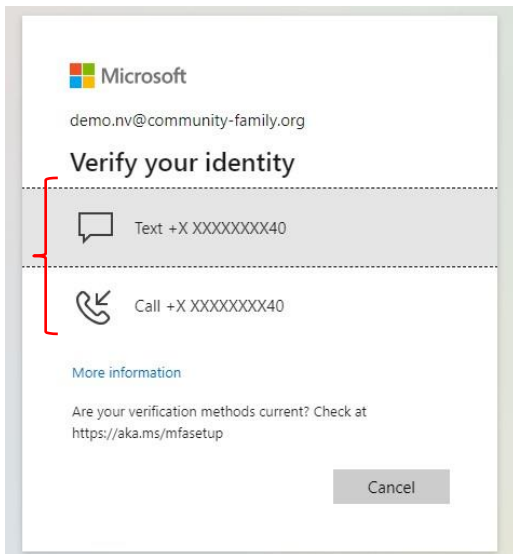 Microsoft
demo.nv@community-family.org
Verify your identity
Text +X XXXXXXXX40
Call +X XXXXXXXX40
More information
Are your verification methods current? Check at
https://aka.ms/mfasetup
Cancel